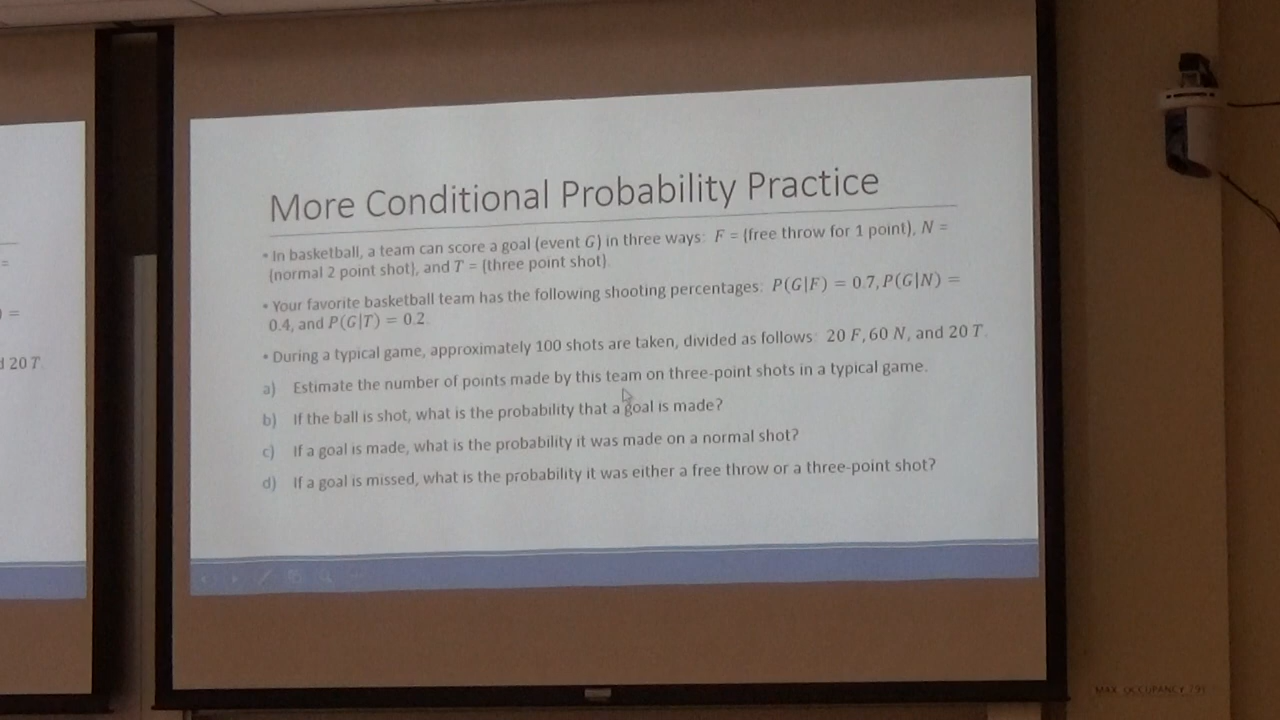 =
) =
d 20 T.
More Conditional Probability Practice
• In basketball, a team can score a goal (event G) in three ways: F = {free throw for 1 point}, N =
{normal 2 point shot}, and T = {three point shot}.
• Your favorite basketball team has the following shooting percentages: P(G|F) = 0.7, P(G|N) =
0.4, and P(G|T) = 0.2.
• During a typical game, approximately 100 shots are taken, divided as follows: 20 F, 60 N, and 20 T.
a) Estimate the number of points made by this team on three-point shots in a typical game.
b) If the ball is shot, what is the probability that a goal is made?
c) If a goal is made, what is the probability it was made on a normal shot?
d) If a goal is missed, what is the probability it was either a free throw or a three-point shot?
MAX. OCCUPANCY